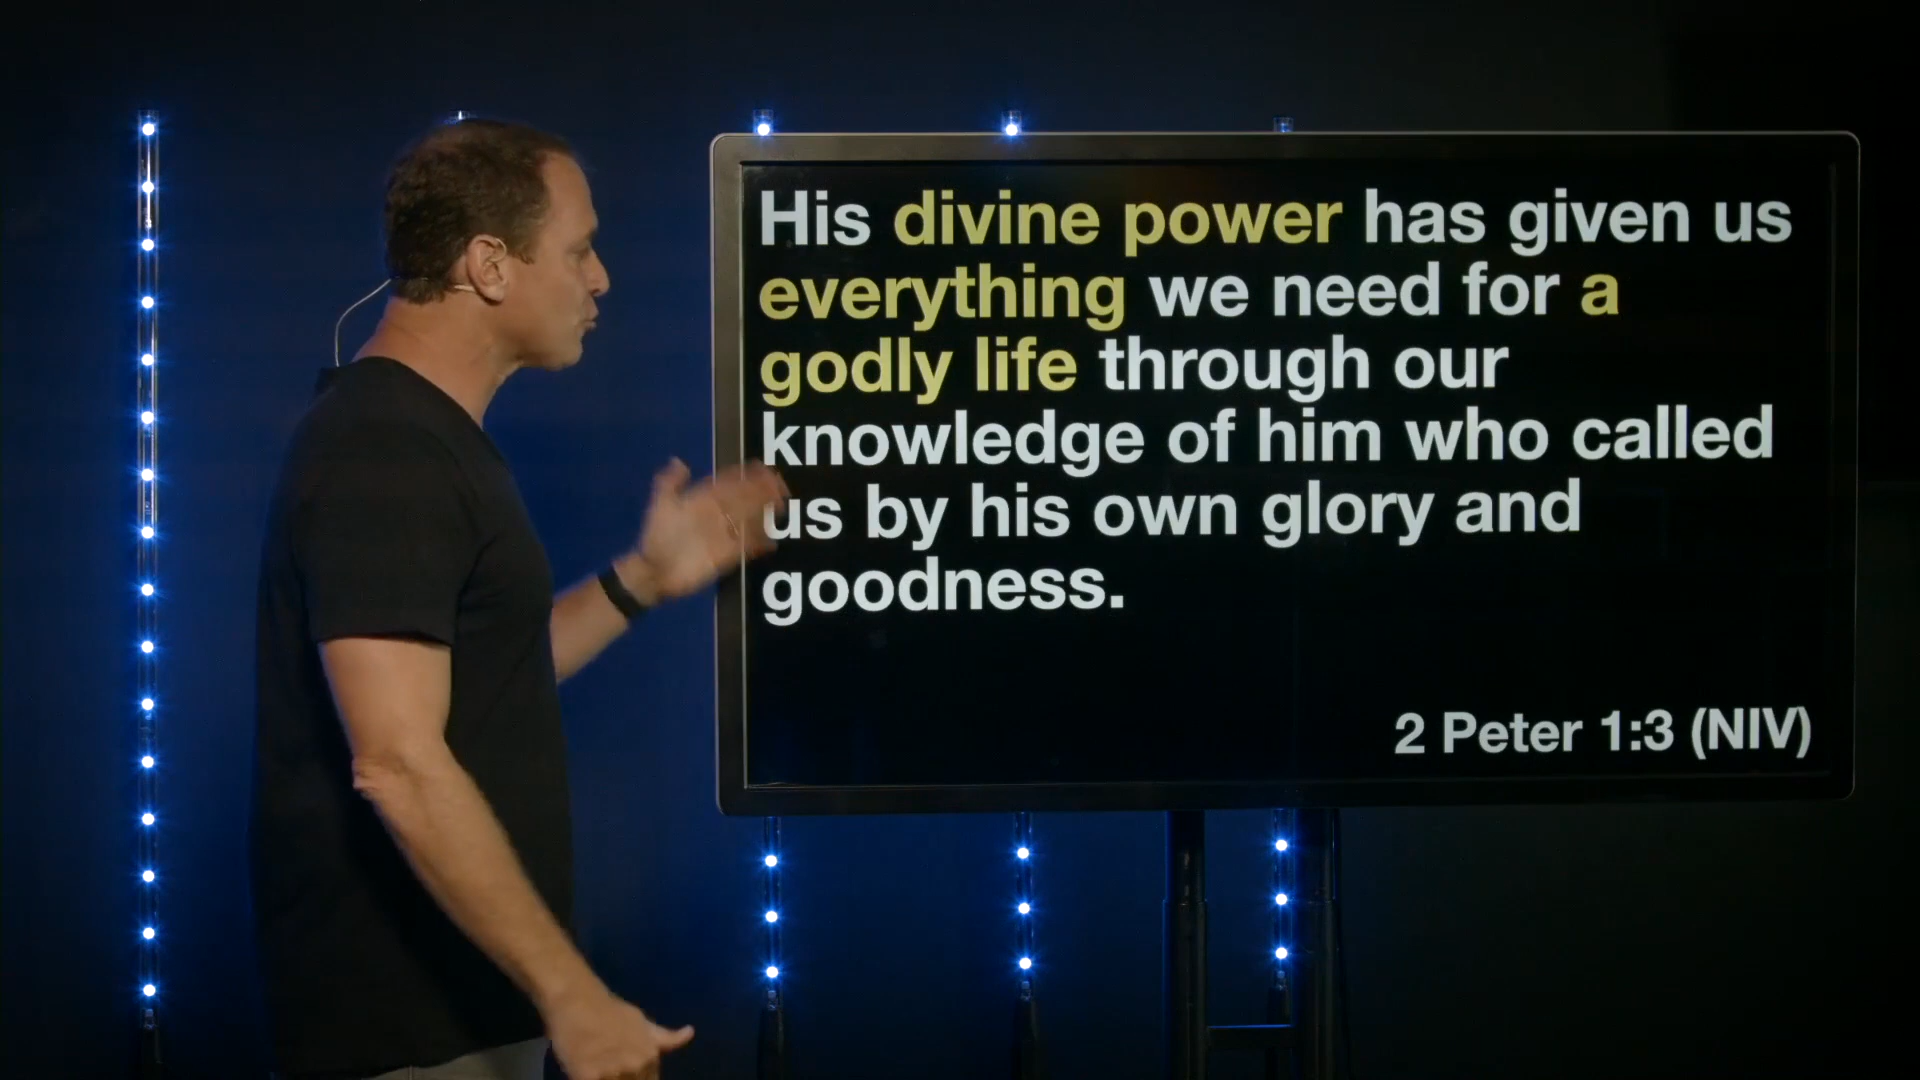 His divine power has given us
everything we need for a
godly life through our
knowledge of him who called
us by his own glory and
goodness.
2 Peter 1:3 (NIV)